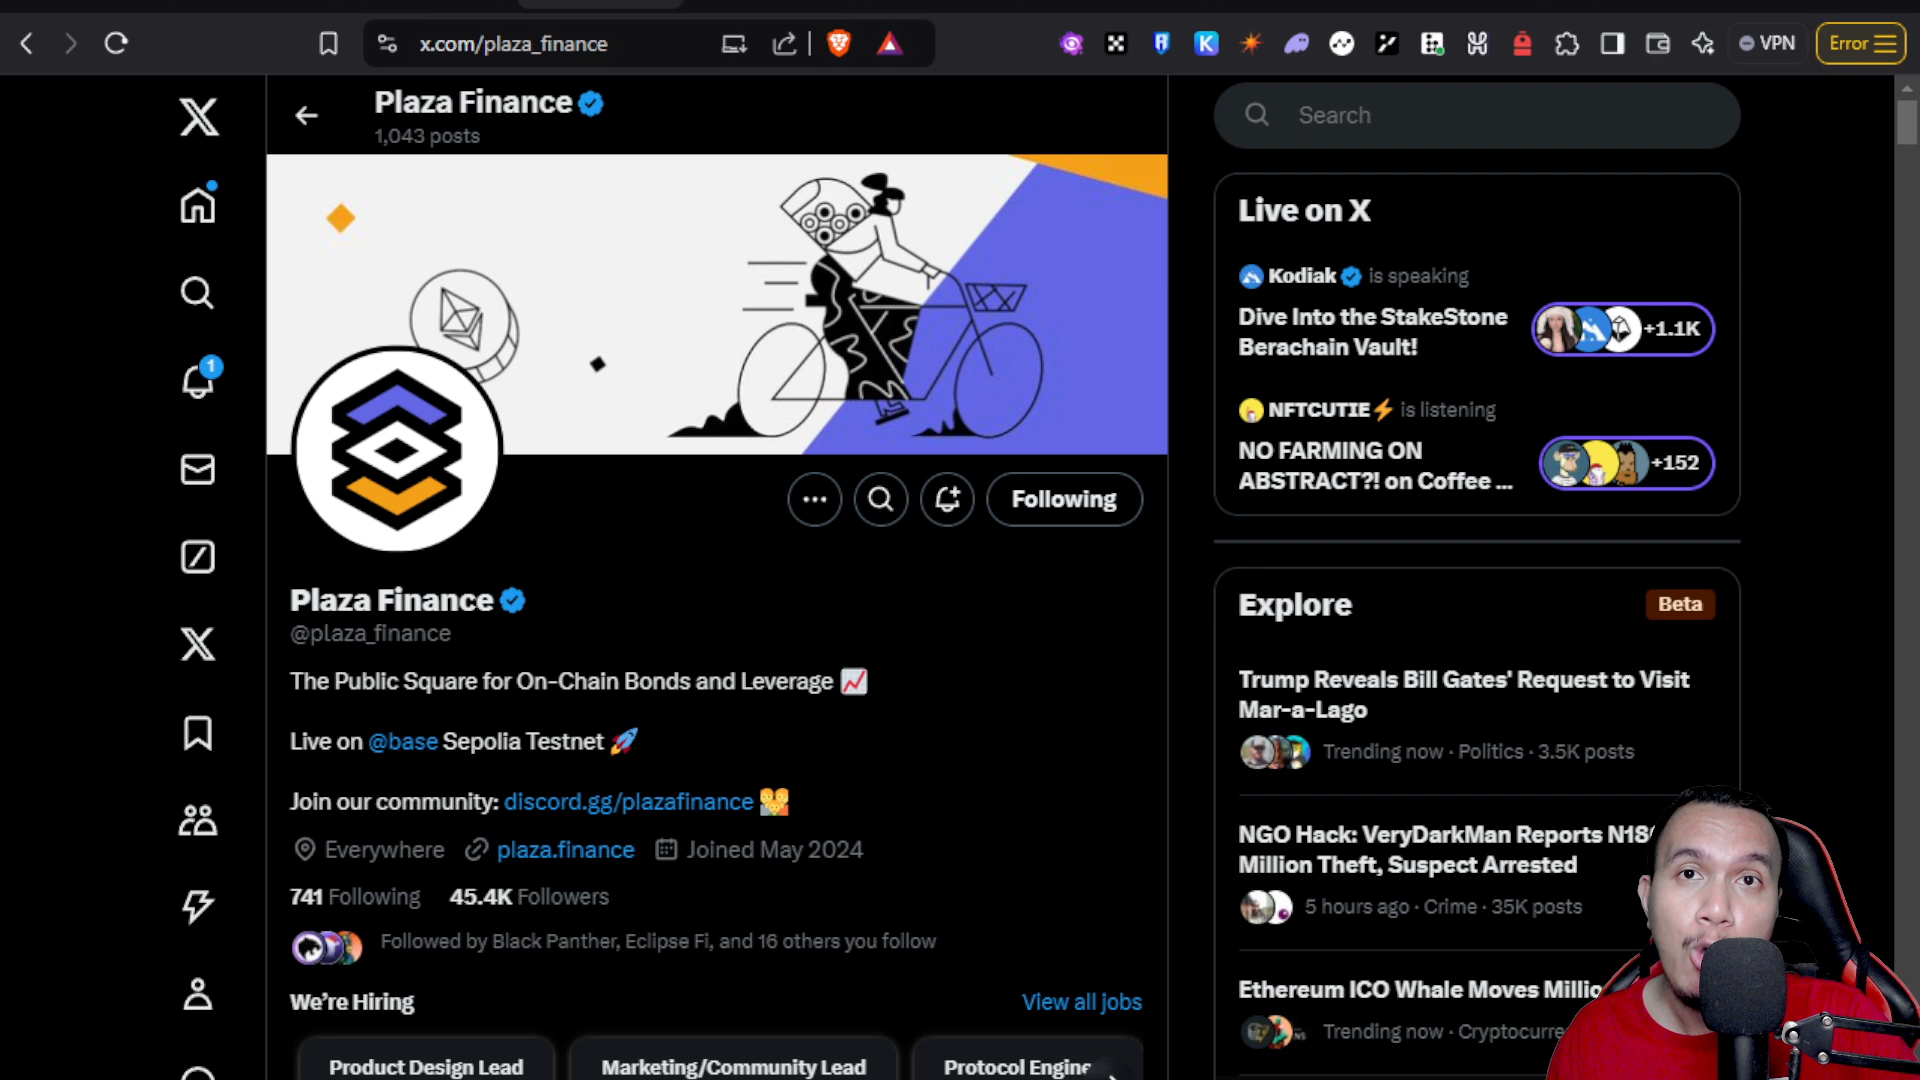 x.com/plaza_finance
VPN
Error
Plaza Finance
1,043 posts
Following
Plaza Finance
@plaza_finance
The Public Square for On-Chain Bonds and Leverage 📈
Live on @base Sepolia Testnet 🚀
Join our community: discord.gg/plazafinance
Everywhere plaza.finance Joined May 2024
741 Following 45.4K Followers
Followed by Black Panther, Eclipse Fi, and 16 others you follow
We're Hiring
View all jobs
Product Design Lead
Marketing/Community Lead
Protocol Engine
1
Search
Live on X
Kodiak is speaking
Dive Into the StakeStone
Berachain Vault!
+1.1K
NFTCUTIE⚡ is listening
NO FARMING ON
ABSTRACT?! on Coffee ...
+152
Explore
Beta
Trump Reveals Bill Gates' Request to Visit
Mar-a-Lago
Trending now · Politics · 3.5K posts
NGO Hack: VeryDarkMan Reports
Million Theft, Suspect Arrested
5 hours ago · Crime · 35K posts
Ethereum ICO Whale Moves Millio
Trending now · Cryptocurre